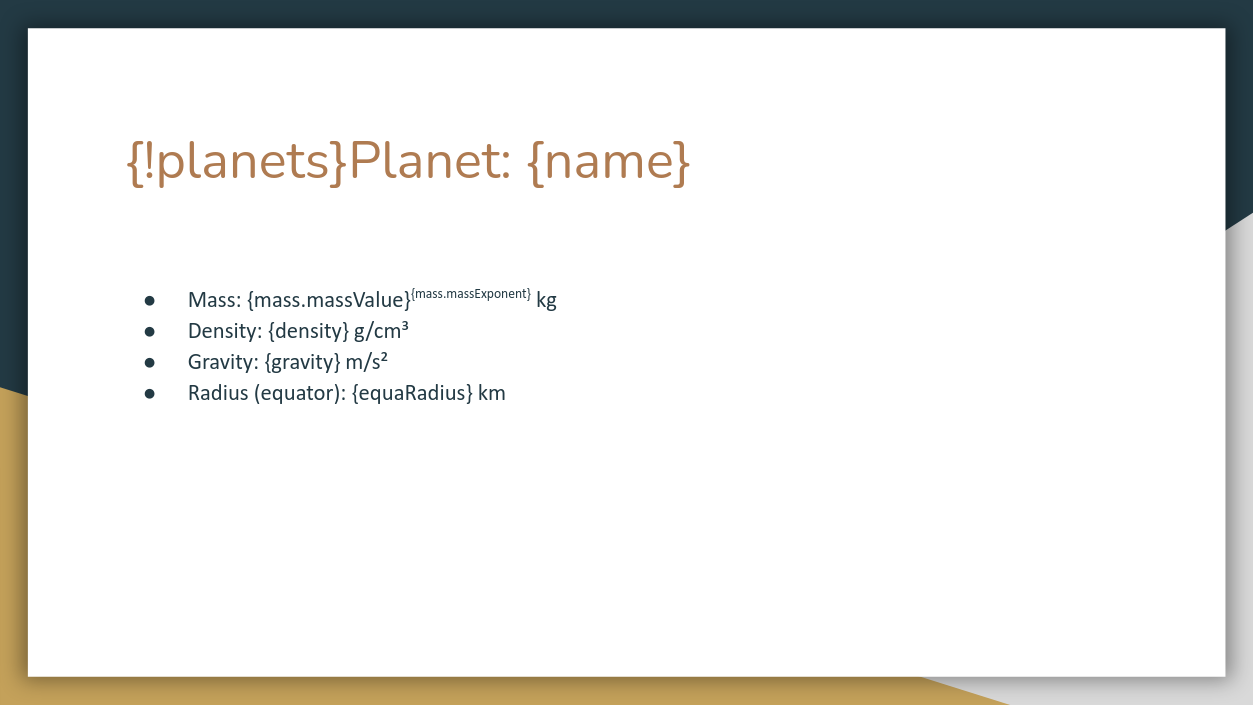 {!planets}Planet: {name}
● Mass: {mass.massValue}{mass.massExponent} kg
● Density: {density} g/cm³
● Gravity: {gravity} m/s²
● Radius (equator): {equaRadius} km